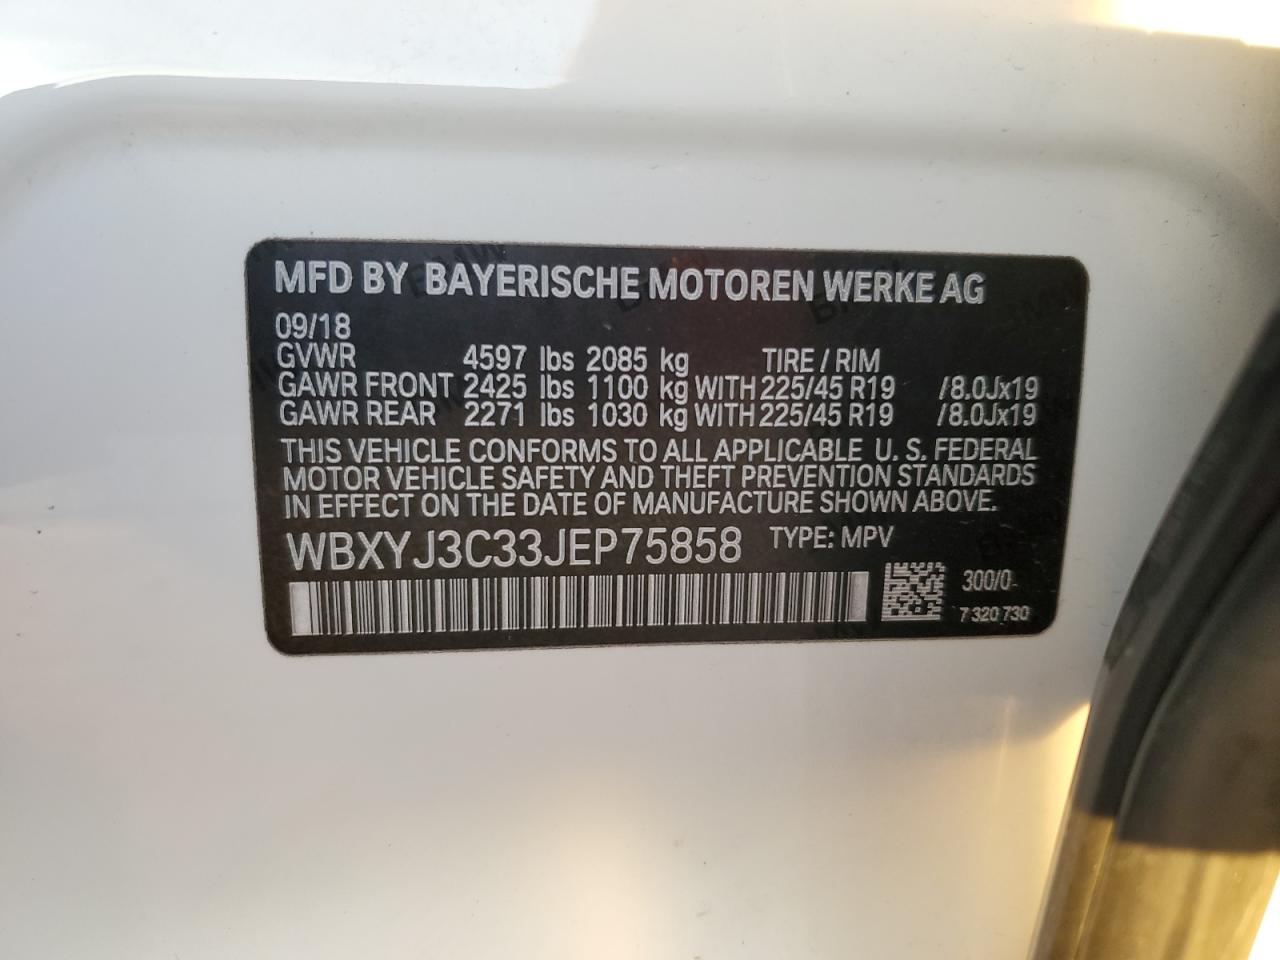 MFD BY BAYERISCHE MOTOREN WERKE AG
09/18
GVWR 4597 lbs 2085 kg TIRE / RIM
GAWR FRONT 2425 lbs 1100 kg WITH 225/45 R19 /8.0Jx19
GAWR REAR 2271 lbs 1030 kg WITH 225/45 R19 /8.0Jx19
THIS VEHICLE CONFORMS TO ALL APPLICABLE U. S. FEDERAL
MOTOR VEHICLE SAFETY AND THEFT PREVENTION STANDARDS
IN EFFECT ON THE DATE OF MANUFACTURE SHOWN ABOVE.
WBXYJ3C33JEP75858 TYPE: MPV
300/0-
7 320 730